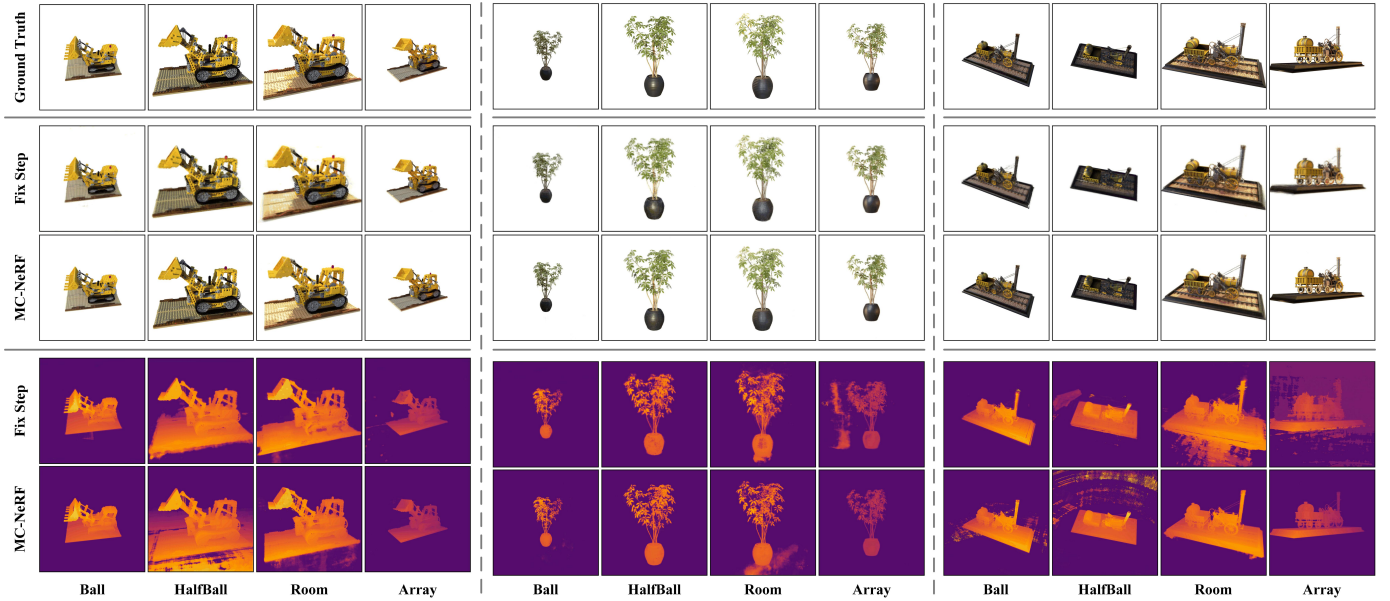 Ground Truth
Fix Step
MC-NeRF
Fix Step
MC-NeRF
Ball HalfBall Room Array Ball HalfBall Room Array Ball HalfBall Room Array